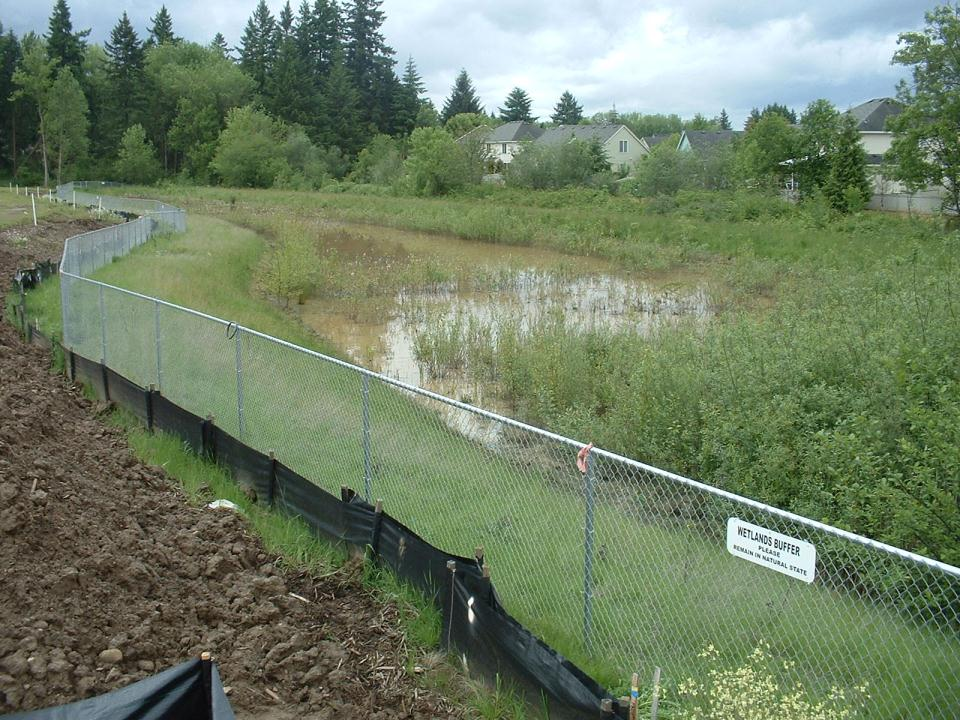 WETLANDS BUFFER
PLEASE
REMAIN IN NATURAL STATE